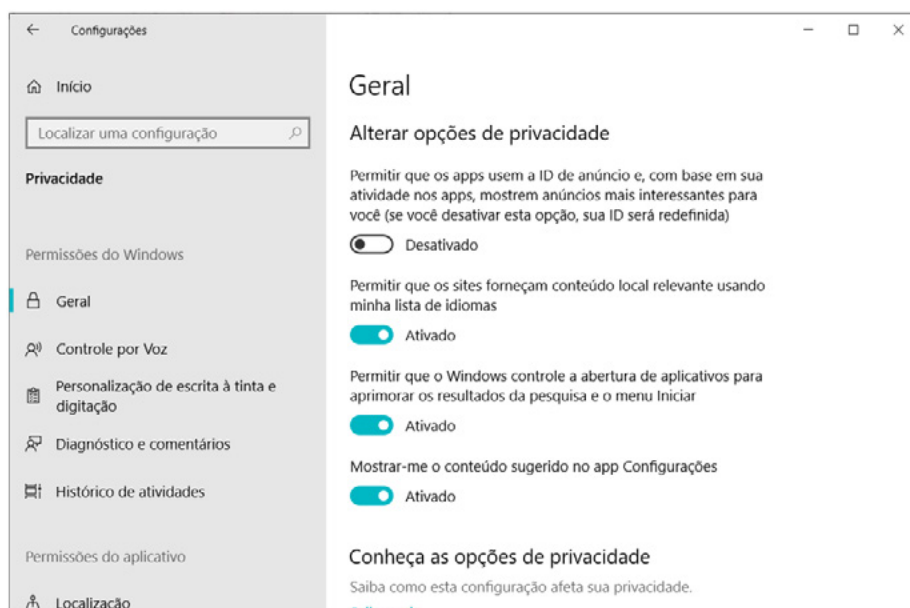 Configurações
Início
Localizar uma configuração
Privacidade
Permissões do Windows
Geral
Controle por Voz
Personalização de escrita à tinta e
digitação
Diagnóstico e comentários
Histórico de atividades
Permissões do aplicativo
Localização
Geral
Alterar opções de privacidade
Permitir que os apps usem a ID de anúncio e, com base em sua
atividade nos apps, mostrem anúncios mais interessantes para
você (se você desativar esta opção, sua ID será redefinida)
Desativado
Permitir que os sites forneçam conteúdo local relevante usando
minha lista de idiomas
Ativado
Permitir que o Windows controle a abertura de aplicativos para
aprimorar os resultados da pesquisa e o menu Iniciar
Ativado
Mostrar-me o conteúdo sugerido no app Configurações
Ativado
Conheça as opções de privacidade
Saiba como esta configuração afeta sua privacidade.